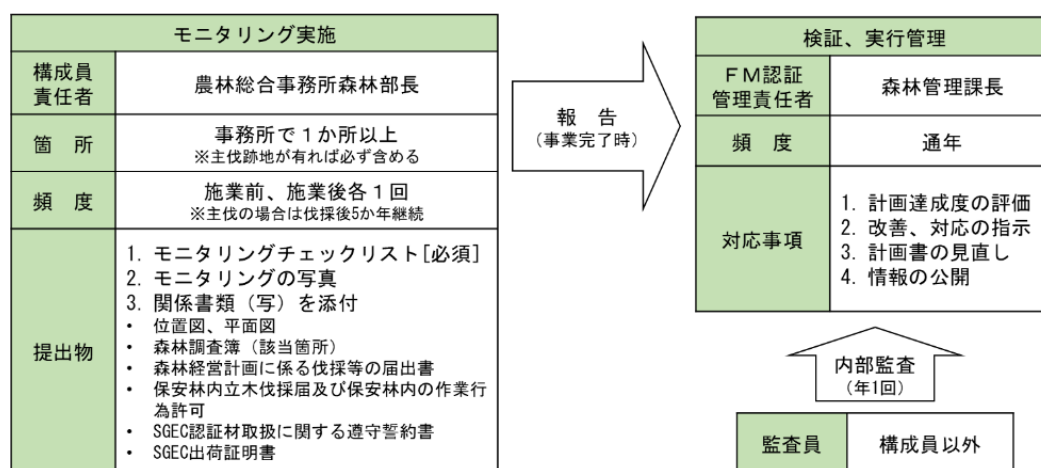 モニタリング実施
構成員
責任者
農林総合事務所森林部長
箇　所
事務所で１か所以上
※主伐跡地が有れば必ず含める
頻　度
施業前、施業後各１回
※主伐の場合は伐採後5か年継続
提出物
1. モニタリングチェックリスト[必須]
2. モニタリングの写真
3. 関係書類（写）を添付
• 位置図、平面図
• 森林調査簿（該当箇所）
• 森林経営計画に係る伐採等の届出書
• 保安林内立木伐採届及び保安林内の作業行
為許可
• SGEC認証材取扱に関する遵守誓約書
• SGEC出荷証明書
報　告
（事業完了時）
検証、実行管理
ＦＭ認証
管理責任者
森林管理課長
頻　度
通年
対応事項
1. 計画達成度の評価
2. 改善、対応の指示
3. 計画書の見直し
4. 情報の公開
内部監査
（年1回）
監査員
構成員以外